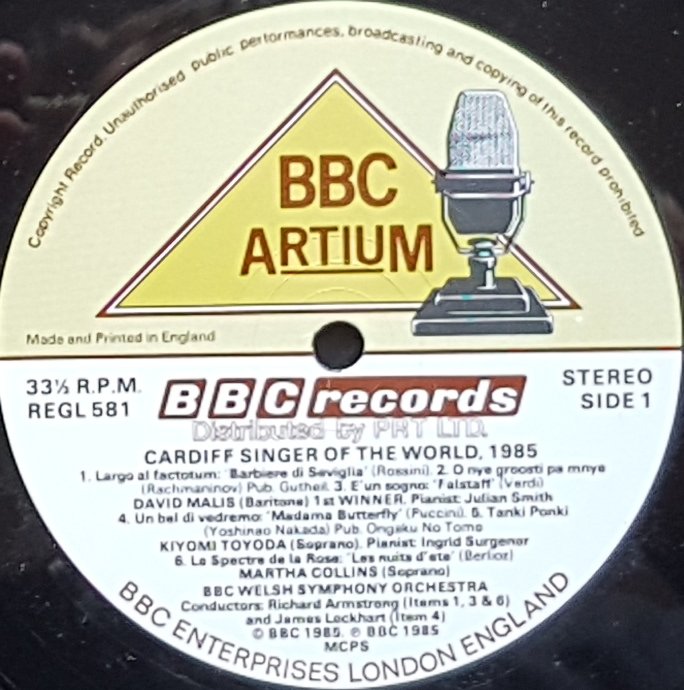 Copyright Record. Unauthorised public performances, broadcasting and copying of this record prohibited
BBC
ARTIUM
Made and Printed in England
33⅓ R.P.M.
REGL 581
BBC records
STEREO
SIDE 1
Distributed by PRT LTD.
CARDIFF SINGER OF THE WORLD, 1985
1. Largo al factotum: 'Barbiere di Seviglia' (Rossini). 2. O nye groosti pa mnye
(Rachmaninov) Pub. Gutheil. 3. E'un sogno: 'Falstaff' (Verdi)
DAVID MALIS (Baritone) 1st WINNER. Pianist: Julian Smith
4. Un bel di vedremo: 'Madama Butterfly' (Puccini). 5. Tanki Ponki
(Yoshinao Nakada) Pub. Ongaku No Tomo
KIYOMI TOYODA (Soprano). Pianist: Ingrid Surgenor
6. Le Spectre de la Rose: 'Les nuits d'ete' (Berlioz)
MARTHA COLLINS (Soprano)
BBC WELSH SYMPHONY ORCHESTRA
Conductors: Richard Armstrong (Items 1, 3 & 6)
and James Lockhart (Item 4)
© BBC 1985. ℗ BBC 1985
MCPS
BBC ENTERPRISES LONDON ENGLAND